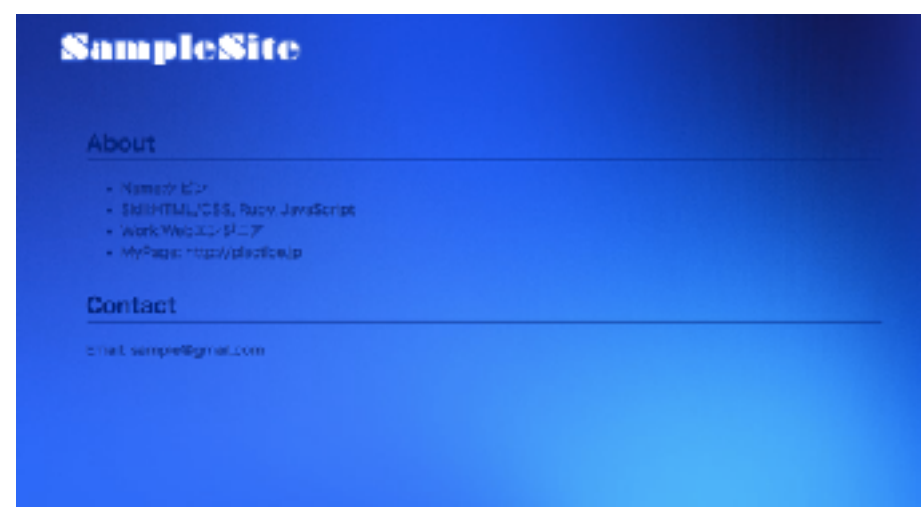 SampleSite
About
Name:
Skill:HTML/CSS, Ruby, JavaScript
Work:Webエンジニア
MyPage: http://
Contact
Email: sample@gmail.com